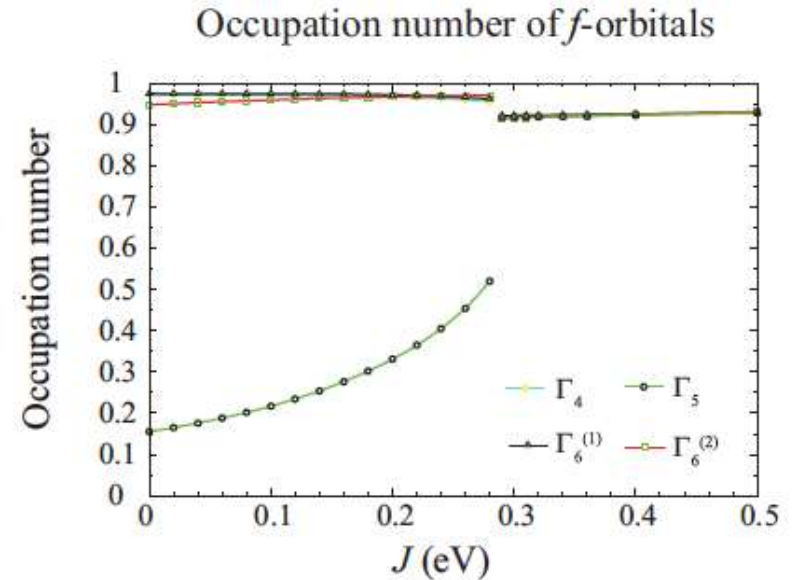 Occupation number of f-orbitals
Occupation number
1
0.9
0.8
0.7
0.6
0.5
0.4
0.3
0.2
0.1
0
Γ₄ Γ₅
Γ₆⁽¹⁾ Γ₆⁽²⁾
0 0.1 0.2 0.3 0.4 0.5
J (eV)